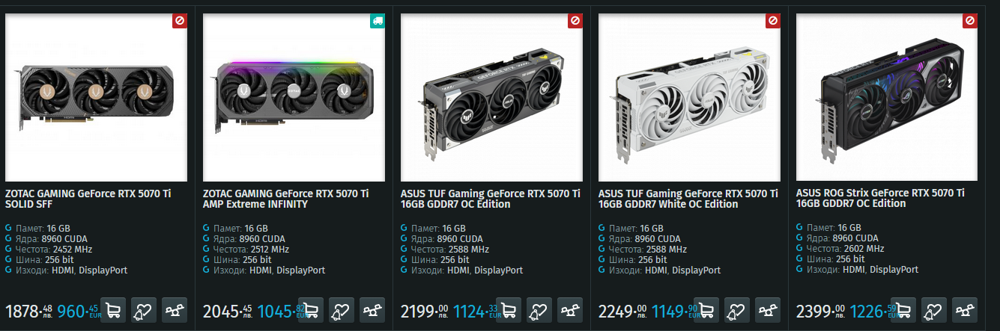 ZOTAC GAMING GeForce RTX 5070 Ti
SOLID SFF
Памет: 16 GB
Ядра: 8960 CUDA
Честота: 2452 MHz
Шина: 256 bit
Изходи: HDMI, DisplayPort
1878.48 лв. 960.45 EUR
ZOTAC GAMING GeForce RTX 5070 Ti
AMP Extreme INFINITY
Памет: 16 GB
Ядра: 8960 CUDA
Честота: 2512 MHz
Шина: 256 bit
Изходи: HDMI, DisplayPort
2045.45 лв. 1045.82 EUR
ASUS TUF Gaming GeForce RTX 5070 Ti
16GB GDDR7 OC Edition
Памет: 16 GB
Ядра: 8960 CUDA
Честота: 2588 MHz
Шина: 256 bit
Изходи: HDMI, DisplayPort
2199.00 лв. 1124.33 EUR
ASUS TUF Gaming GeForce RTX 5070 Ti
16GB GDDR7 White OC Edition
Памет: 16 GB
Ядра: 8960 CUDA
Честота: 2588 MHz
Шина: 256 bit
Изходи: HDMI, DisplayPort
2249.00 лв. 1149.90 EUR
ASUS ROG Strix GeForce RTX 5070 Ti
16GB GDDR7 OC Edition
Памет: 16 GB
Ядра: 8960 CUDA
Честота: 2602 MHz
Шина: 256 bit
Изходи: HDMI, DisplayPort
2399.00 лв. 1226.59 EUR